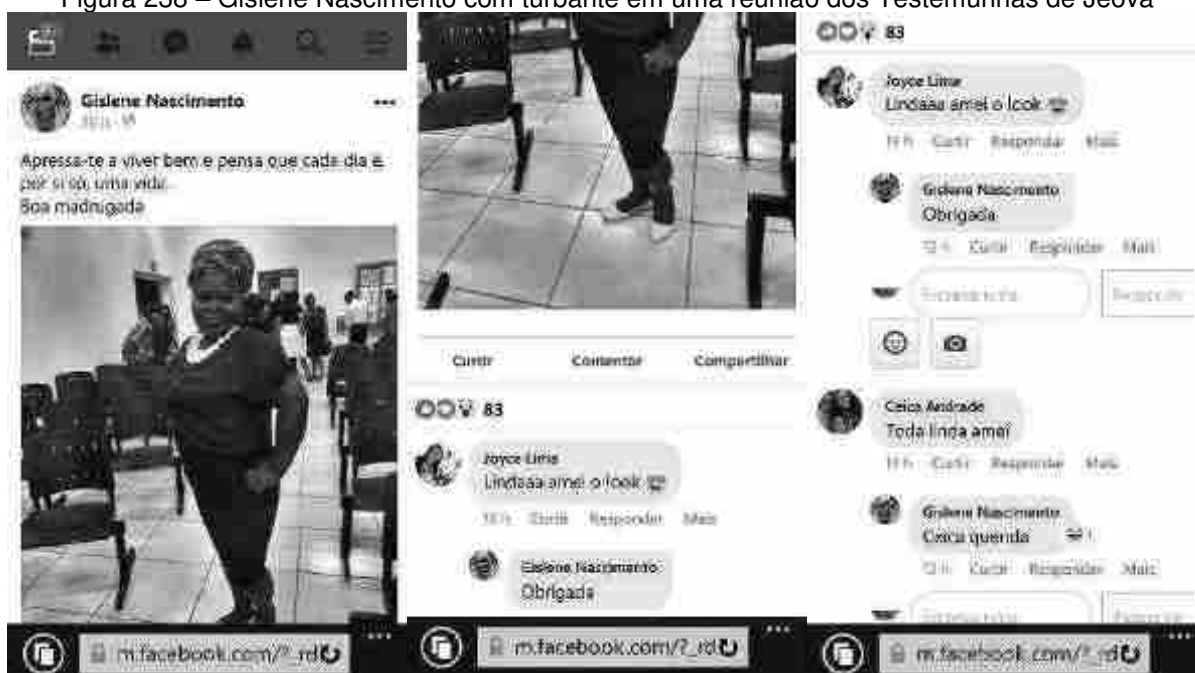 Figura 238 – Gislene Nascimento com turbante em uma reunião dos Testemunhas de Jeová
Gislene Nascimento
Apressa-te a viver bem e pensa que cada dia é,
por si só, uma vida.
Boa madrugada
m.facebook.com/?_rd
Curtir Comentar Compartilhar
83
Joyce Lima
Lindaaa amei o look
Curtir Responder Mais
Gislene Nascimento
Obrigada
m.facebook.com/?_rd
83
Joyce Lima
Lindaaa amei o look
Curtir Responder Mais
Gislene Nascimento
Obrigada
Curtir Responder Mais
Ceica Andrade
Toda linda amei
Curtir Responder Mais
Gislene Nascimento
Ceica querida
Curtir Responder Mais
m.facebook.com/?_rd